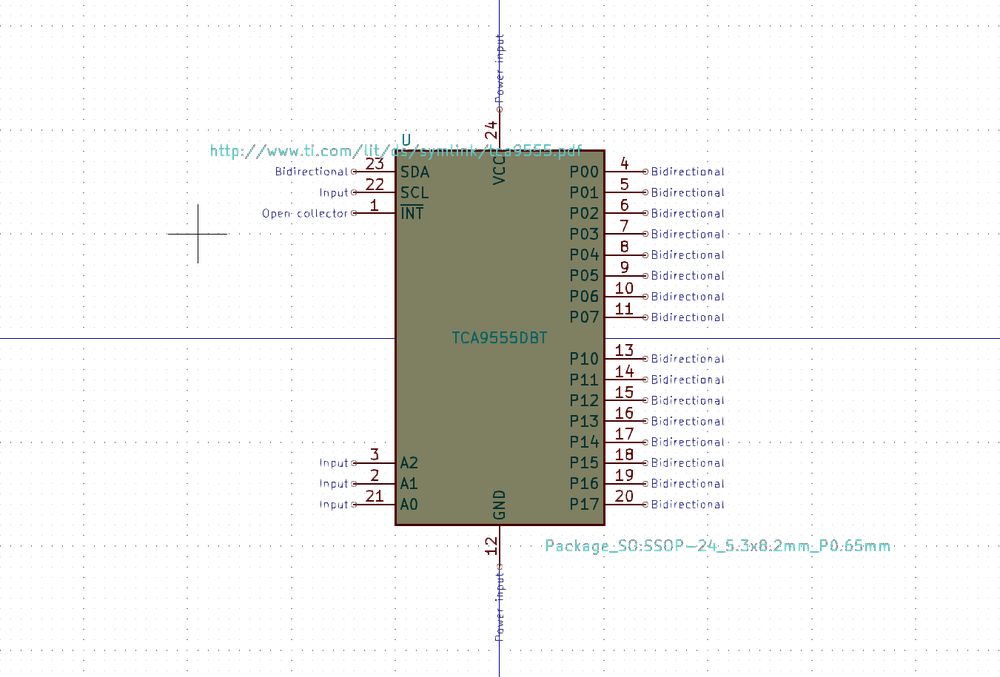 Power input
24
U
http://www.ti.com/lit/ds/symlink/tca9555.pdf
VCC
Bidirectional 23 SDA
Input 22 SCL
Open collector 1 INT
P00 4 Bidirectional
P01 5 Bidirectional
P02 6 Bidirectional
P03 7 Bidirectional
P04 8 Bidirectional
P05 9 Bidirectional
P06 10 Bidirectional
P07 11 Bidirectional
TCA9555DBT
P10 13 Bidirectional
P11 14 Bidirectional
P12 15 Bidirectional
P13 16 Bidirectional
P14 17 Bidirectional
Input 3 A2
P15 18 Bidirectional
Input 2 A1
P16 19 Bidirectional
Input 21 A0
P17 20 Bidirectional
GND
12
Package_SO:SSOP-24_5.3x8.2mm_P0.65mm
Power input